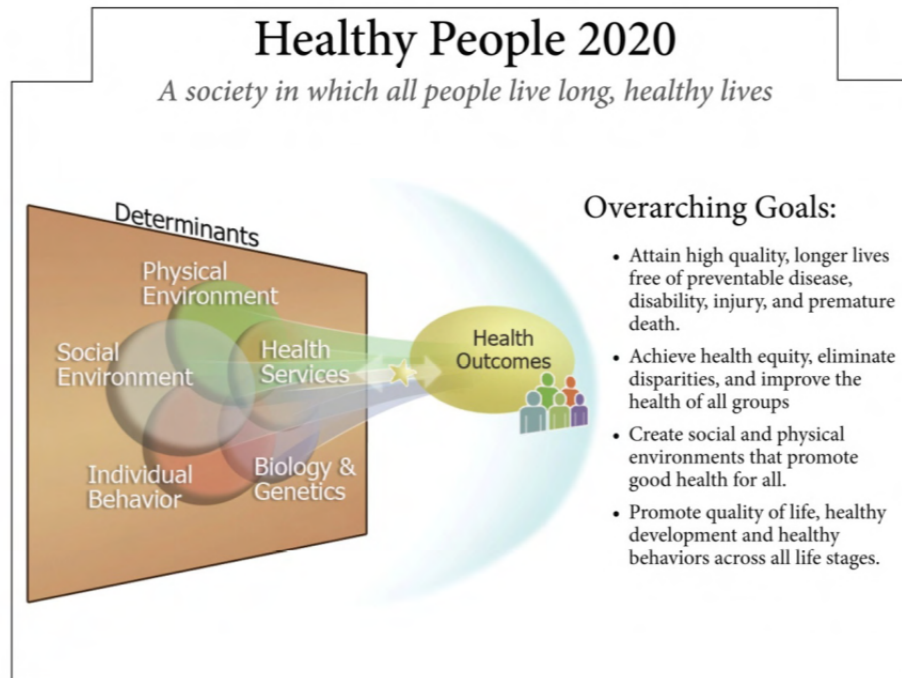 Healthy People 2020
A society in which all people live long, healthy lives
Determinants
Physical
Environment
Social
Environment
Health
Services
Individual
Behavior
Biology &
Genetics
Health
Outcomes
Overarching Goals:
• Attain high quality, longer lives
free of preventable disease,
disability, injury, and premature
death.
• Achieve health equity, eliminate
disparities, and improve the
health of all groups
• Create social and physical
environments that promote
good health for all.
• Promote quality of life, healthy
development and healthy
behaviors across all life stages.